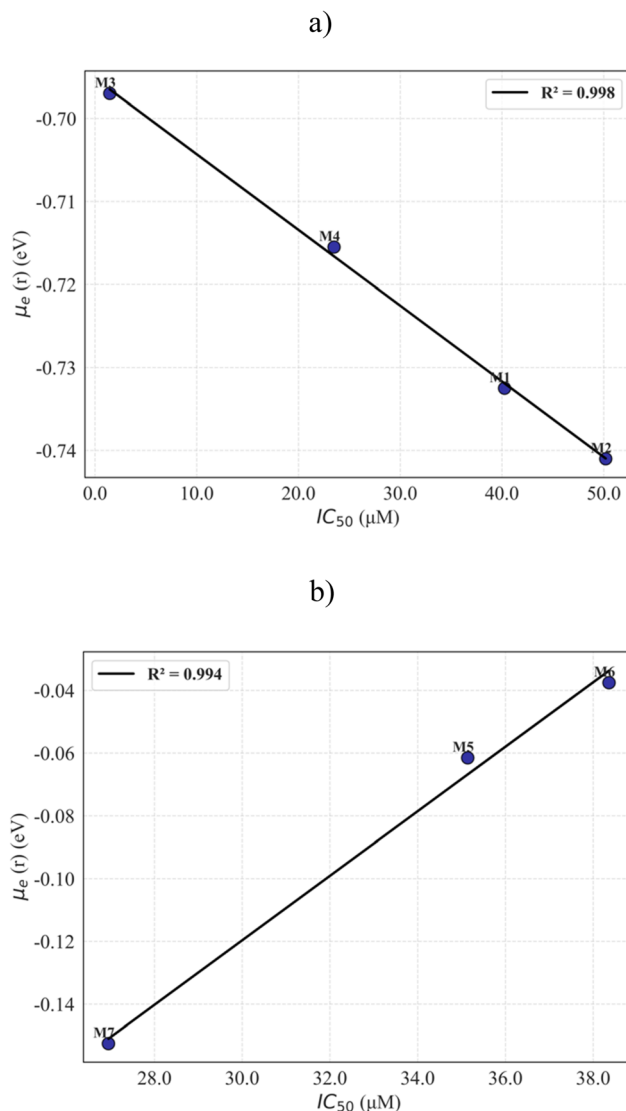 a)
M3
R² = 0.998
-0.70
-0.71
M4
-0.72
-0.73
M1
-0.74
M2
μe (r) (eV)
0.0 10.0 20.0 30.0 40.0 50.0
IC50 (μM)
b)
R² = 0.994
M6
-0.04
M5
-0.06
-0.08
-0.10
-0.12
-0.14
M7
μe (r) (eV)
28.0 30.0 32.0 34.0 36.0 38.0
IC50 (μM)